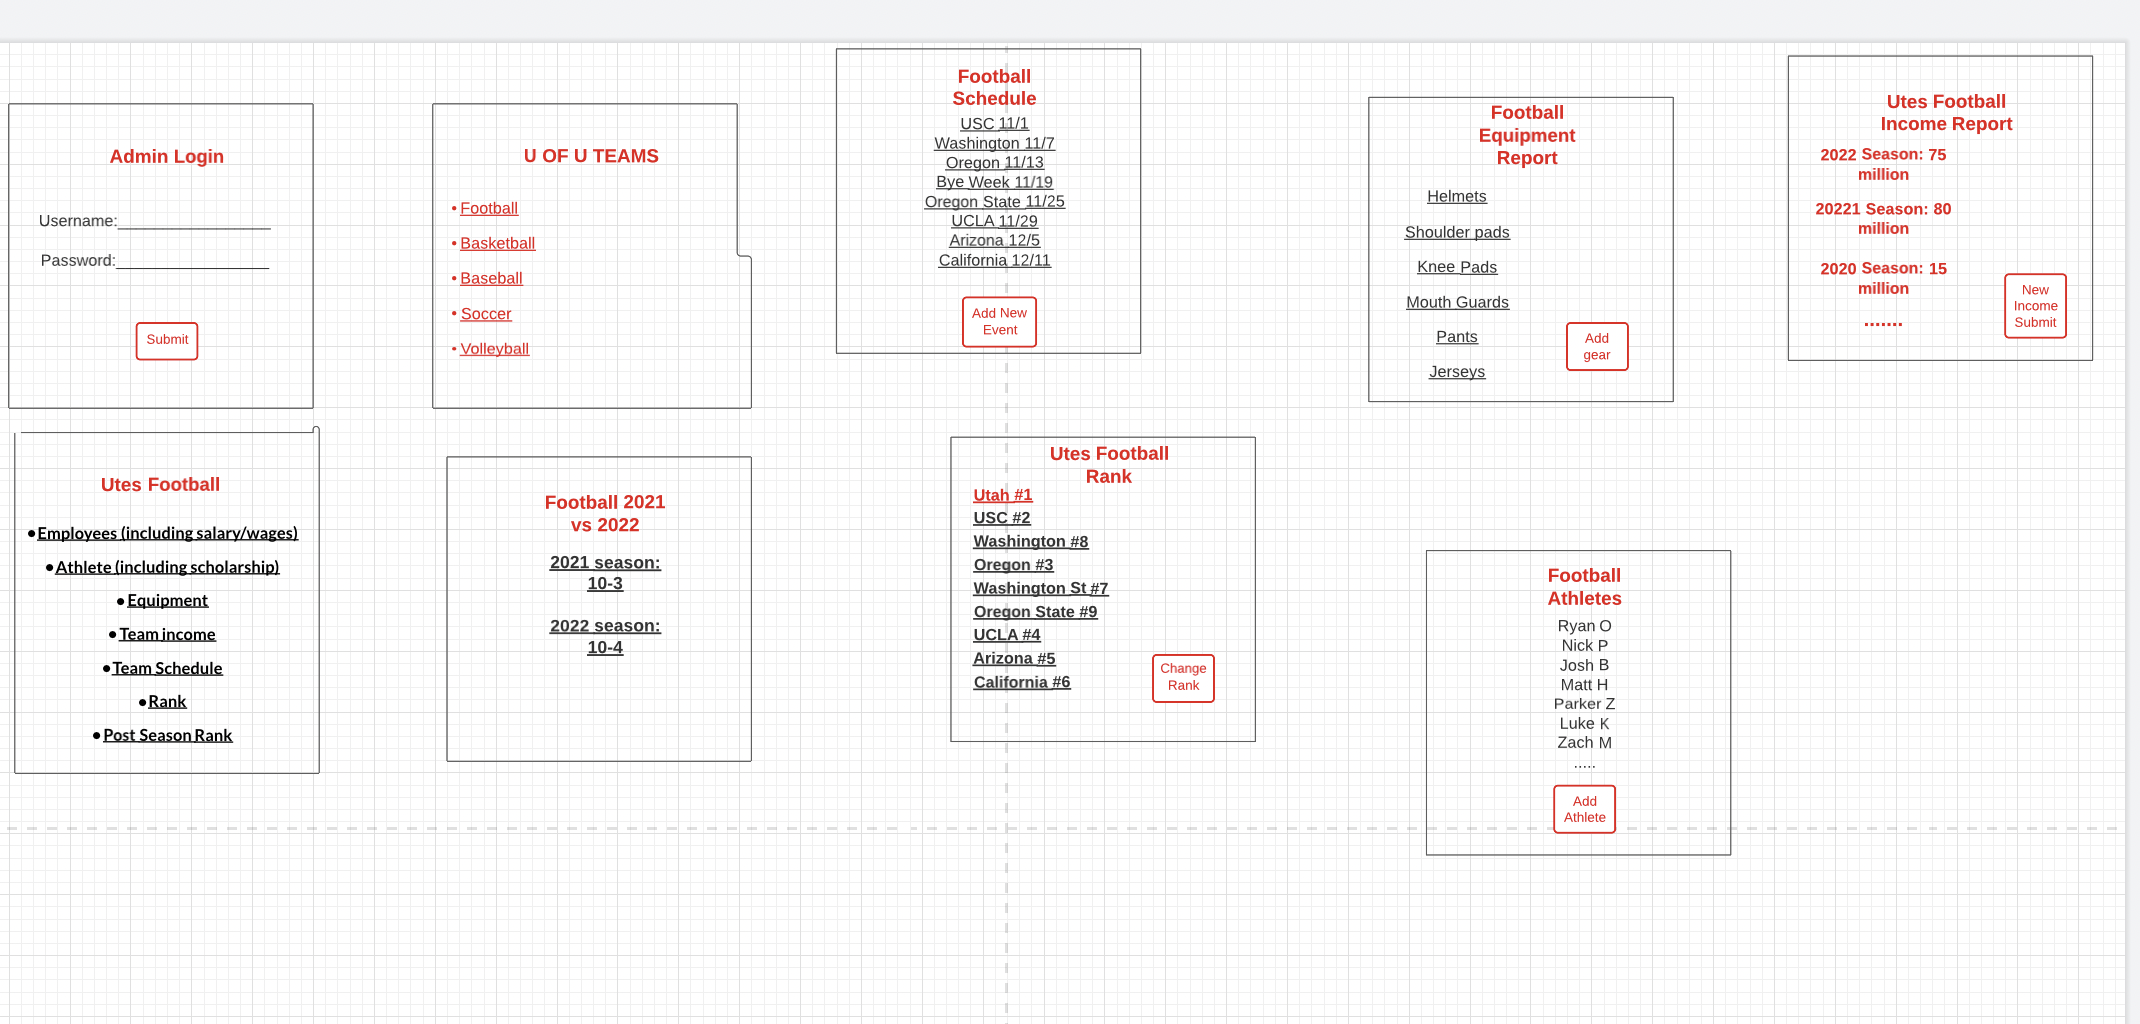 Admin Login
Username:___________________
Password:___________________
Submit
U OF U TEAMS
• Football
• Basketball
• Baseball
• Soccer
• Volleyball
Football
Schedule
USC 11/1
Washington 11/7
Oregon 11/13
Bye Week 11/19
Oregon State 11/25
UCLA 11/29
Arizona 12/5
California 12/11
Add New
Event
Football
Equipment
Report
Helmets
Shoulder pads
Knee Pads
Mouth Guards
Pants
Jerseys
Add
gear
Utes Football
Income Report
2022 Season: 75
million
20221 Season: 80
million
2020 Season: 15
million
.......
New
Income
Submit
Utes Football
• Employees (including salary/wages)
• Athlete (including scholarship)
• Equipment
• Team income
• Team Schedule
• Rank
• Post Season Rank
Football 2021
vs 2022
2021 season:
10-3
2022 season:
10-4
Utes Football
Rank
Utah #1
USC #2
Washington #8
Oregon #3
Washington St #7
Oregon State #9
UCLA #4
Arizona #5
California #6
Change
Rank
Football
Athletes
Ryan O
Nick P
Josh B
Matt H
Parker Z
Luke K
Zach M
.....
Add
Athlete